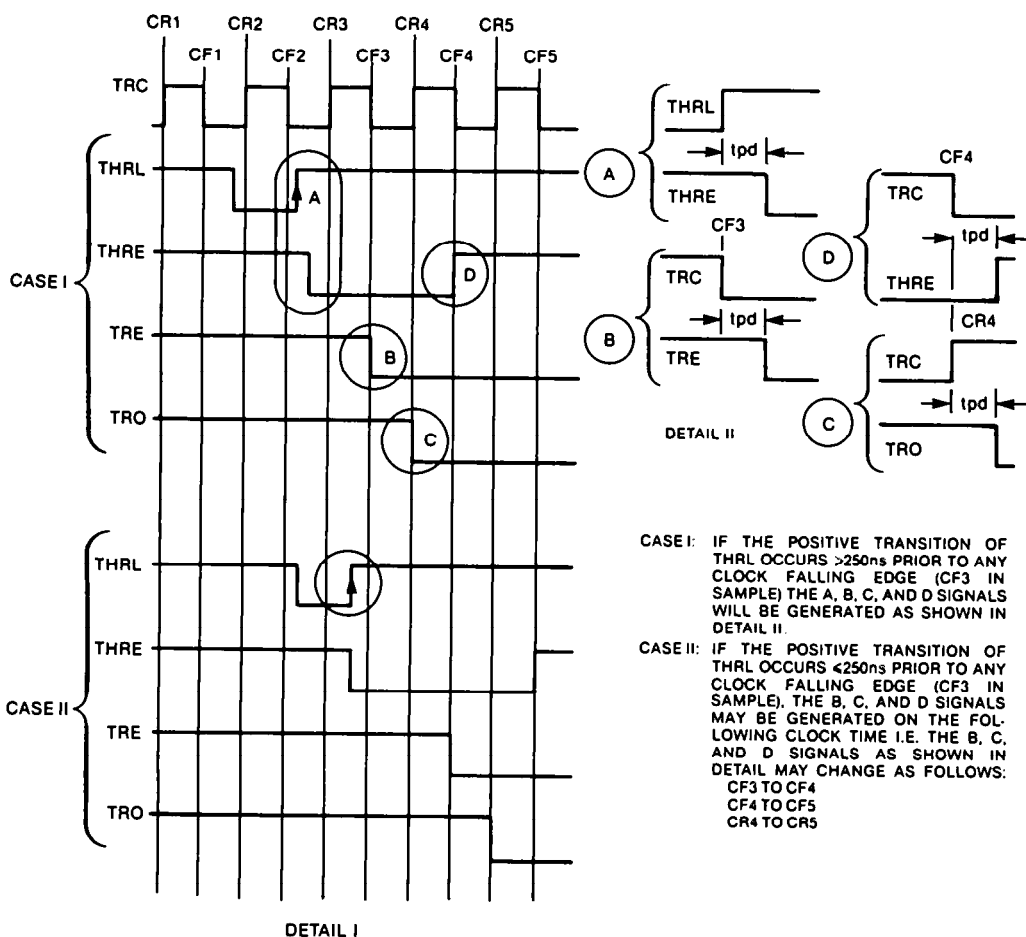 CR1 CR2 CR3 CR4 CR5
CF1 CF2 CF3 CF4 CF5
TRC
CASE I
THRL
A
THRE
D
TRE
B
TRO
C
CASE II
THRL
THRE
TRE
TRO
DETAIL I
A
THRL
tpd
THRE
B
CF3
TRC
tpd
TRE
DETAIL II
D
CF4
TRC
tpd
THRE
C
CR4
TRC
tpd
TRO
CASE I: IF THE POSITIVE TRANSITION OF
THRL OCCURS >250ns PRIOR TO ANY
CLOCK FALLING EDGE (CF3 IN
SAMPLE) THE A, B, C, AND D SIGNALS
WILL BE GENERATED AS SHOWN IN
DETAIL II.
CASE II: IF THE POSITIVE TRANSITION OF
THRL OCCURS ≤250ns PRIOR TO ANY
CLOCK FALLING EDGE (CF3 IN
SAMPLE), THE B, C, AND D SIGNALS
MAY BE GENERATED ON THE FOL-
LOWING CLOCK TIME I.E. THE B, C,
AND D SIGNALS AS SHOWN IN
DETAIL MAY CHANGE AS FOLLOWS:
CF3 TO CF4
CF4 TO CF5
CR4 TO CR5